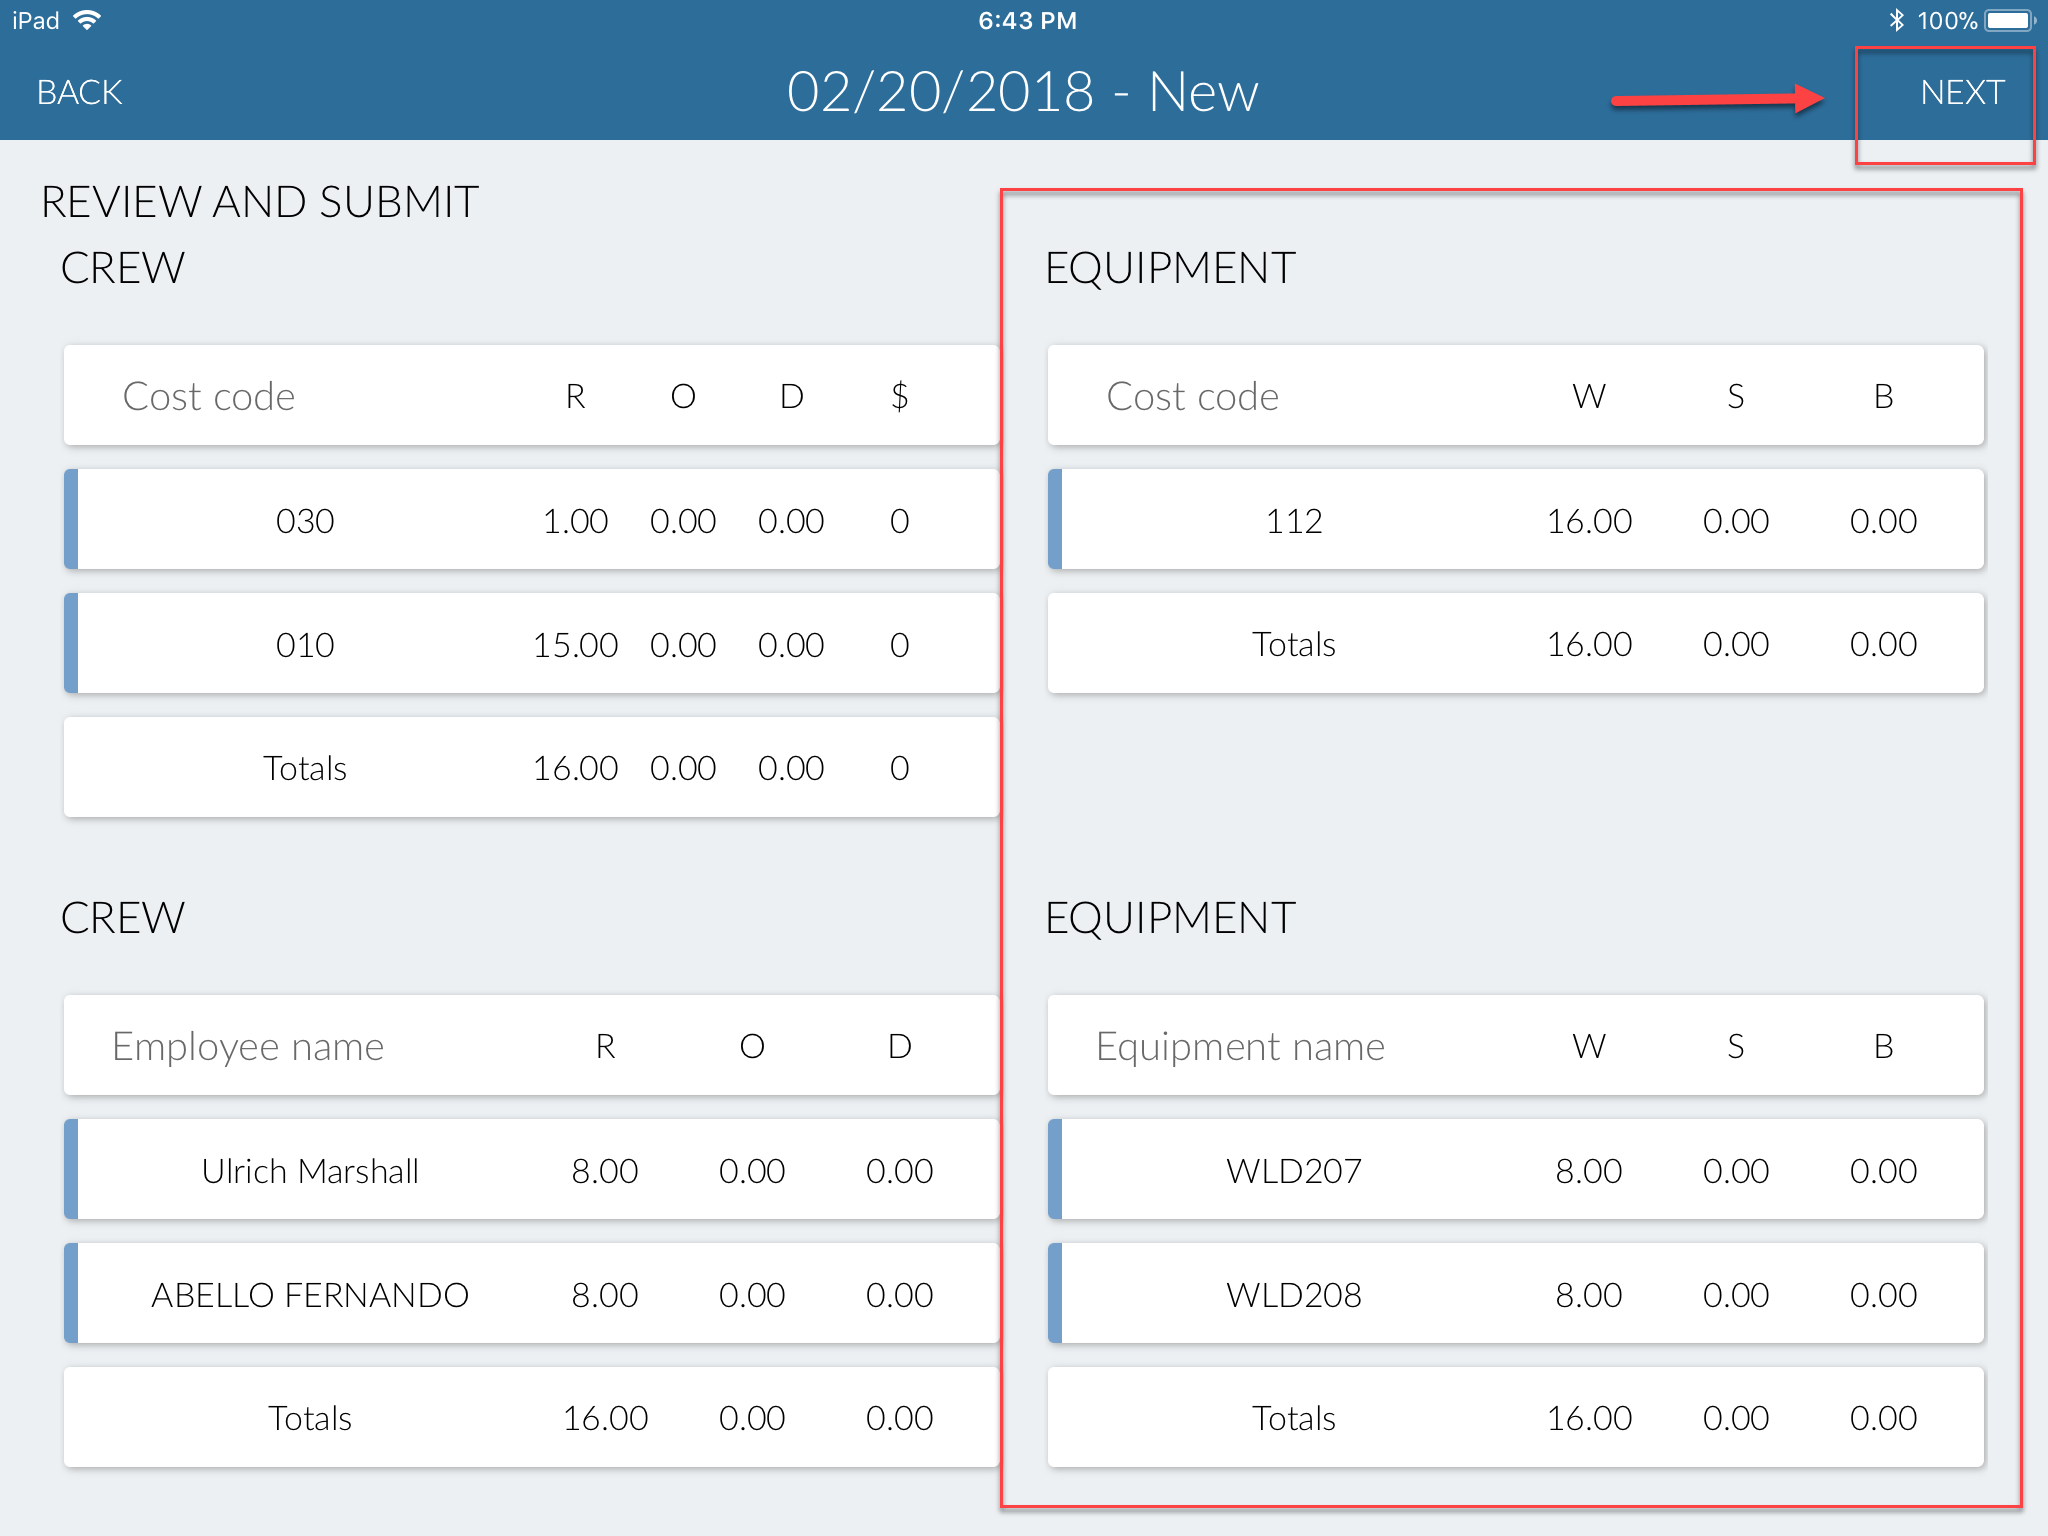 iPad 6:43 PM 100%
BACK 02/20/2018 - New NEXT
REVIEW AND SUBMIT
CREW
Cost code R O D $
030 1.00 0.00 0.00 0
010 15.00 0.00 0.00 0
Totals 16.00 0.00 0.00 0
EQUIPMENT
Cost code W S B
112 16.00 0.00 0.00
Totals 16.00 0.00 0.00
CREW
Employee name R O D
Ulrich Marshall 8.00 0.00 0.00
ABELLO FERNANDO 8.00 0.00 0.00
Totals 16.00 0.00 0.00
EQUIPMENT
Equipment name W S B
WLD207 8.00 0.00 0.00
WLD208 8.00 0.00 0.00
Totals 16.00 0.00 0.00